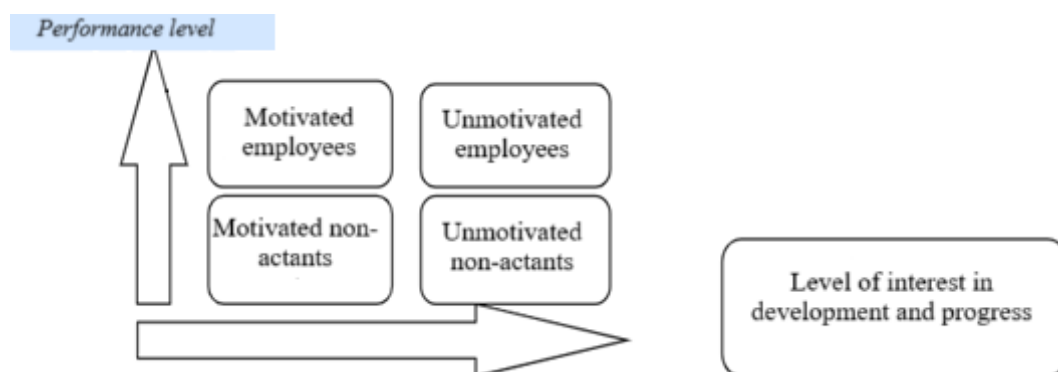 Performance level
Motivated
employees
Unmotivated
employees
Motivated non-
actants
Unmotivated
non-actants
Level of interest in
development and progress